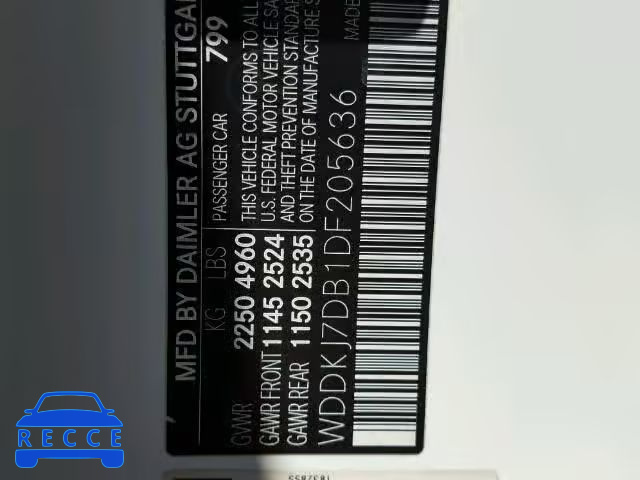 MFD BY DAIMLER AG STUTTGA
KG LBS PASSENGER CAR 799
GVWR 2250 4960 THIS VEHICLE CONFORMS TO ALL
GAWR FRONT 1145 2524 U.S. FEDERAL MOTOR VEHICLE SA
GAWR REAR 1150 2535 AND THEFT PREVENTION STANDAR
ON THE DATE OF MANUFACTURE S
WDDKJ7DB1DF205636 MADE
RECCE
1832855